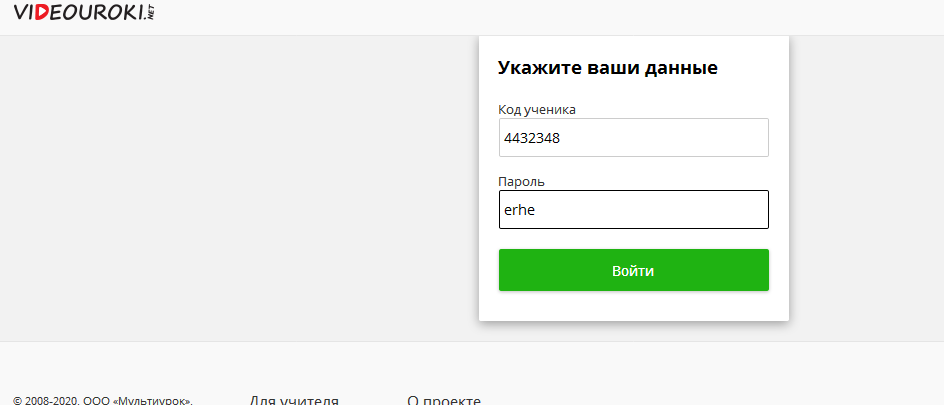 VIDEOUROKI.NET
Укажите ваши данные
Код ученика
4432348
Пароль
erhe
Войти
© 2008-2020, ООО «Мультиурок»,
Для учителя
О проекте